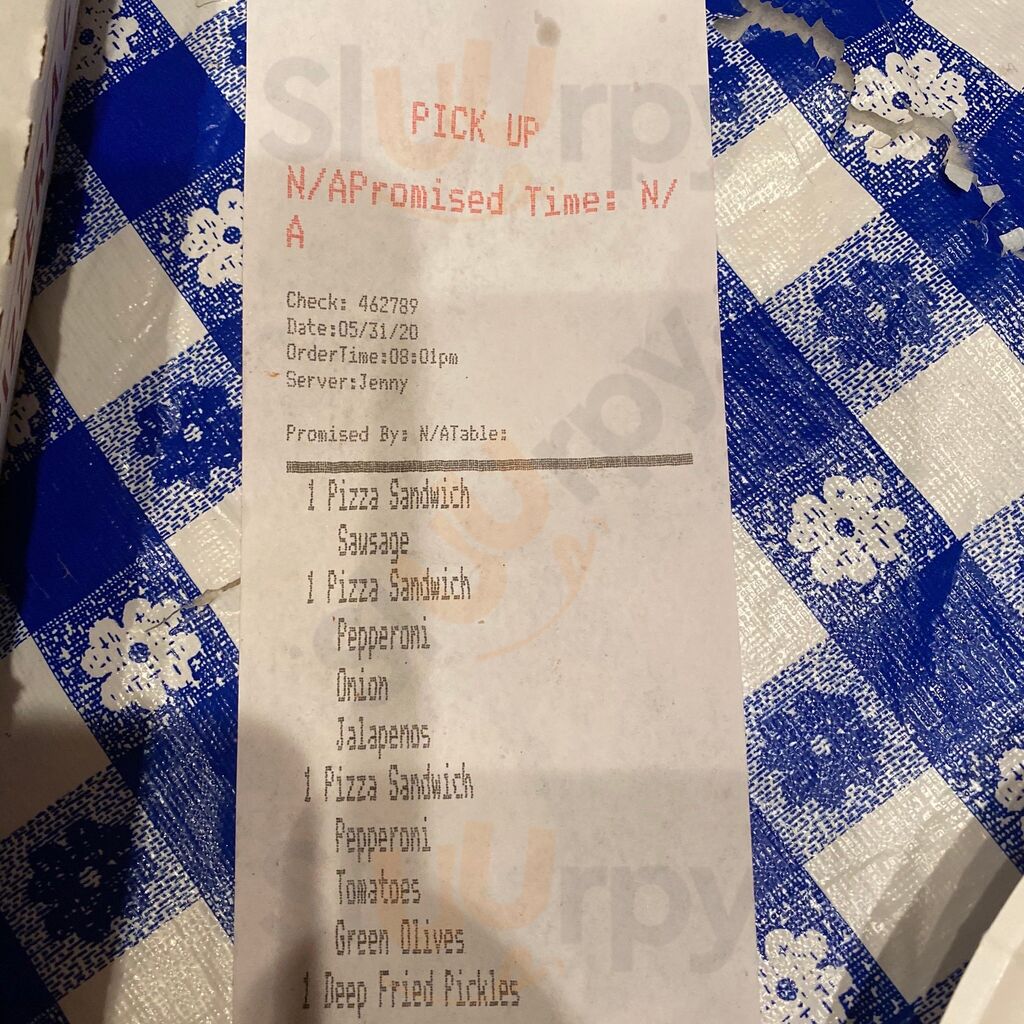 Slurpy
PICK UP
N/APromised Time: N/
A
Check: 462789
Date:05/31/20
OrderTime:08:01pm
Server:Jenny
Promised By: N/ATable:
1 Pizza Sandwich
Sausage
1 Pizza Sandwich
Pepperoni
Onion
Jalapenos
1 Pizza Sandwich
Pepperoni
Tomatoes
Green Olives
1 Deep Fried Pickles